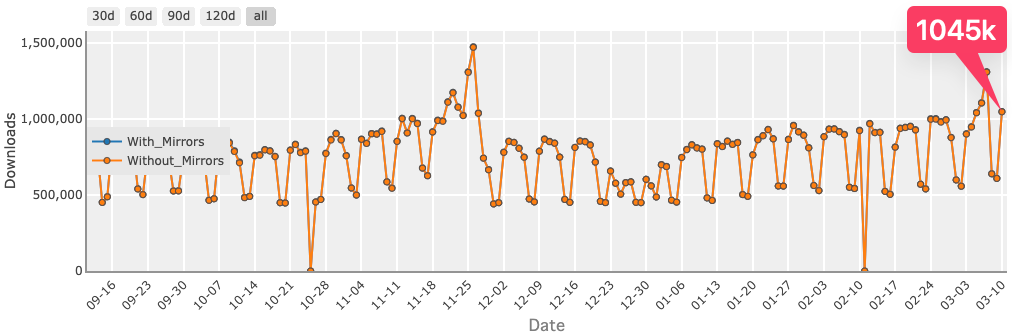 30d 60d 90d 120d all
1045k
1,500,000
1,000,000
500,000
0
Downloads
With_Mirrors
Without_Mirrors
09-16 09-23 09-30 10-07 10-14 10-21 10-28 11-04 11-11 11-18 11-25 12-02 12-09 12-16 12-23 12-30 01-06 01-13 01-20 01-27 02-03 02-10 02-17 02-24 03-03 03-10
Date